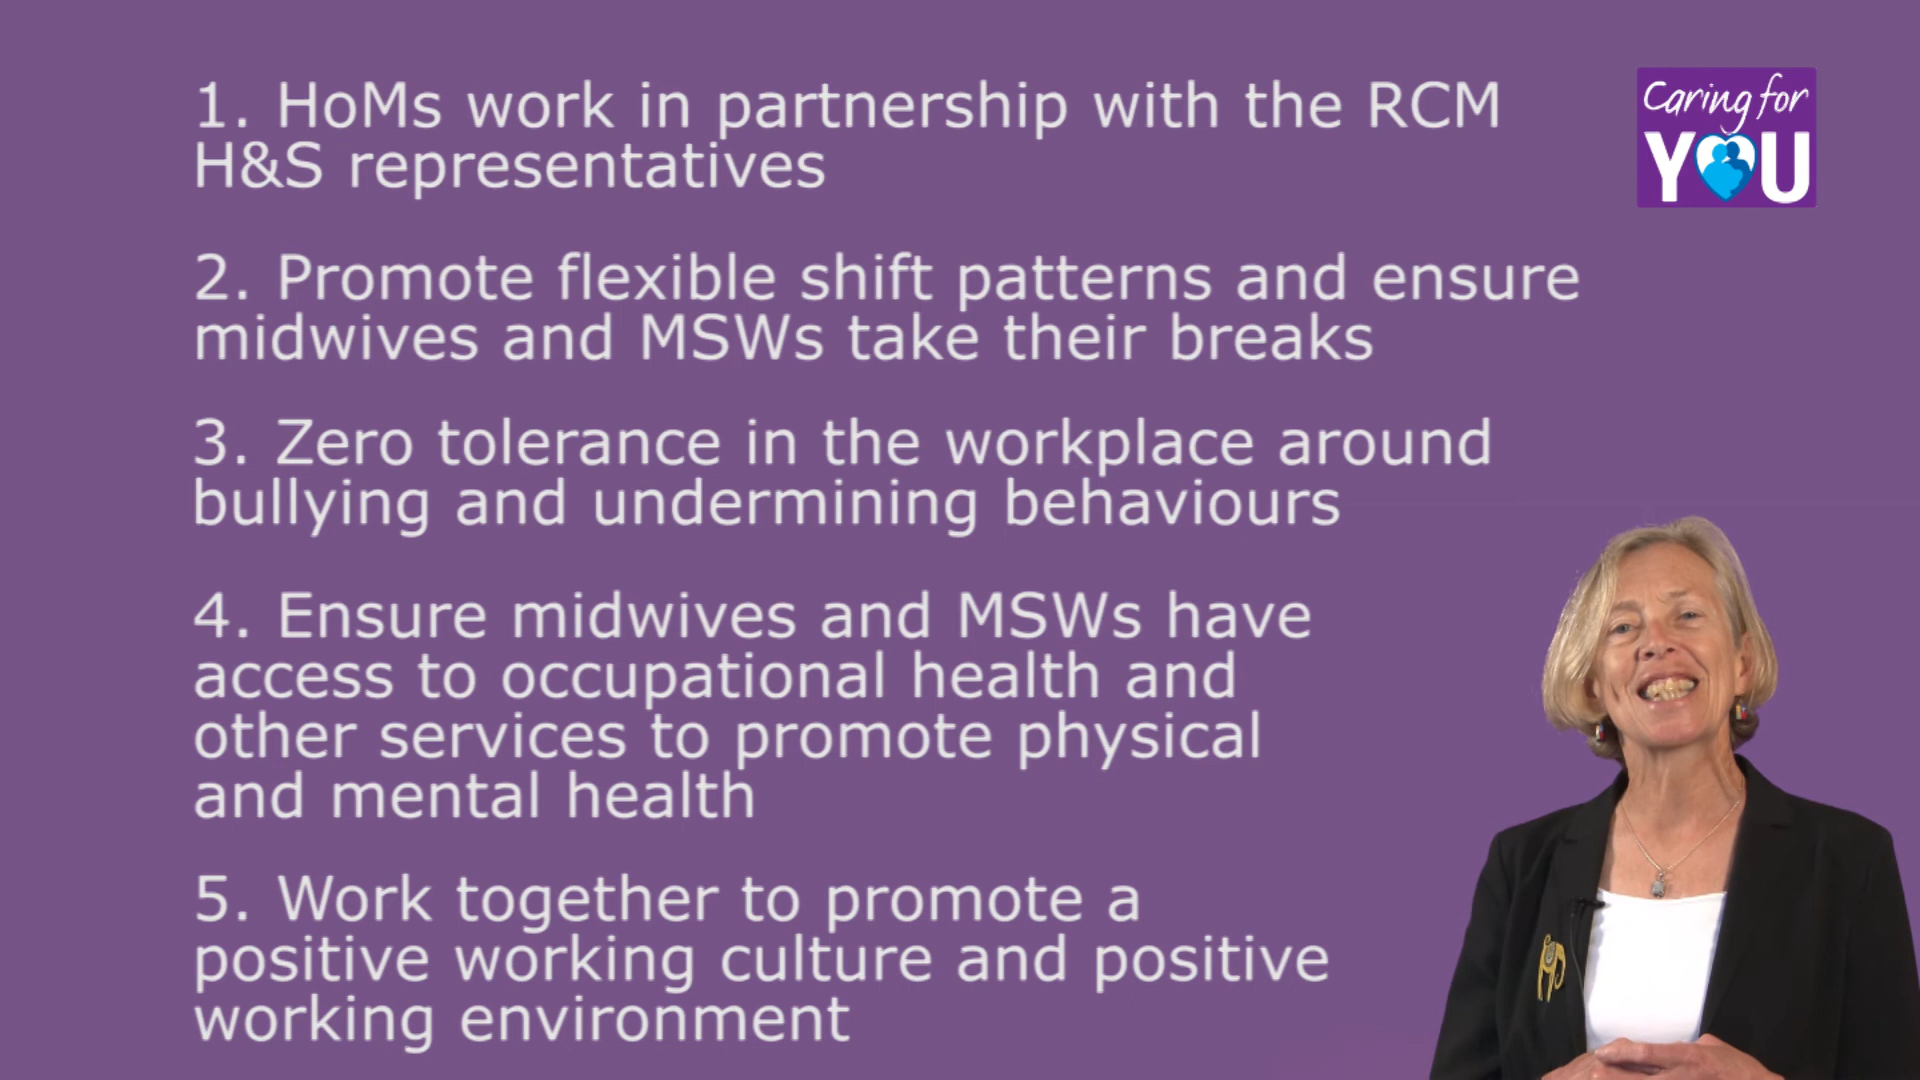 1. HoMs work in partnership with the RCM
H&S representatives
2. Promote flexible shift patterns and ensure
midwives and MSWs take their breaks
3. Zero tolerance in the workplace around
bullying and undermining behaviours
4. Ensure midwives and MSWs have
access to occupational health and
other services to promote physical
and mental health
5. Work together to promote a
positive working culture and positive
working environment
Caring for
YOU